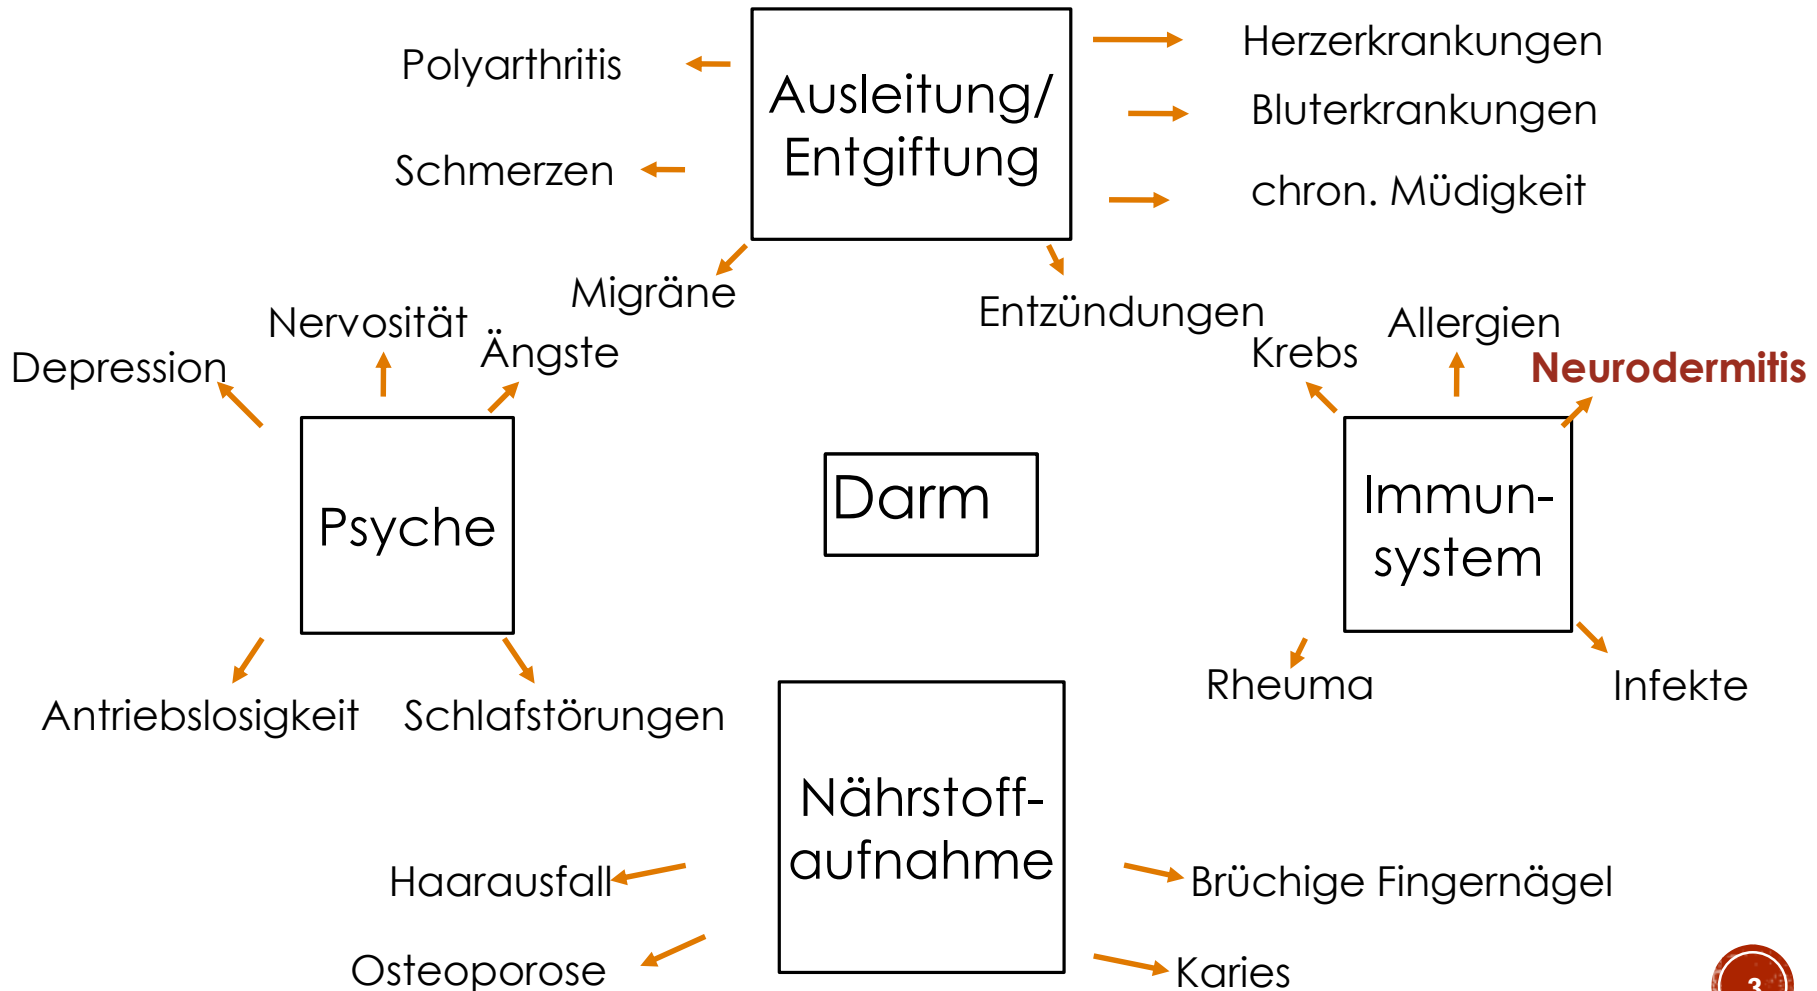 Polyarthritis
Schmerzen
Migräne
Ausleitung/
Entgiftung
Herzerkrankungen
Bluterkrankungen
chron. Müdigkeit
Entzündungen
Depression
Nervosität
Ängste
Psyche
Antriebslosigkeit
Schlafstörungen
Darm
Krebs
Allergien
Neurodermitis
Immun-
system
Rheuma
Infekte
Nährstoff-
aufnahme
Haarausfall
Osteoporose
Brüchige Fingernägel
Karies
3